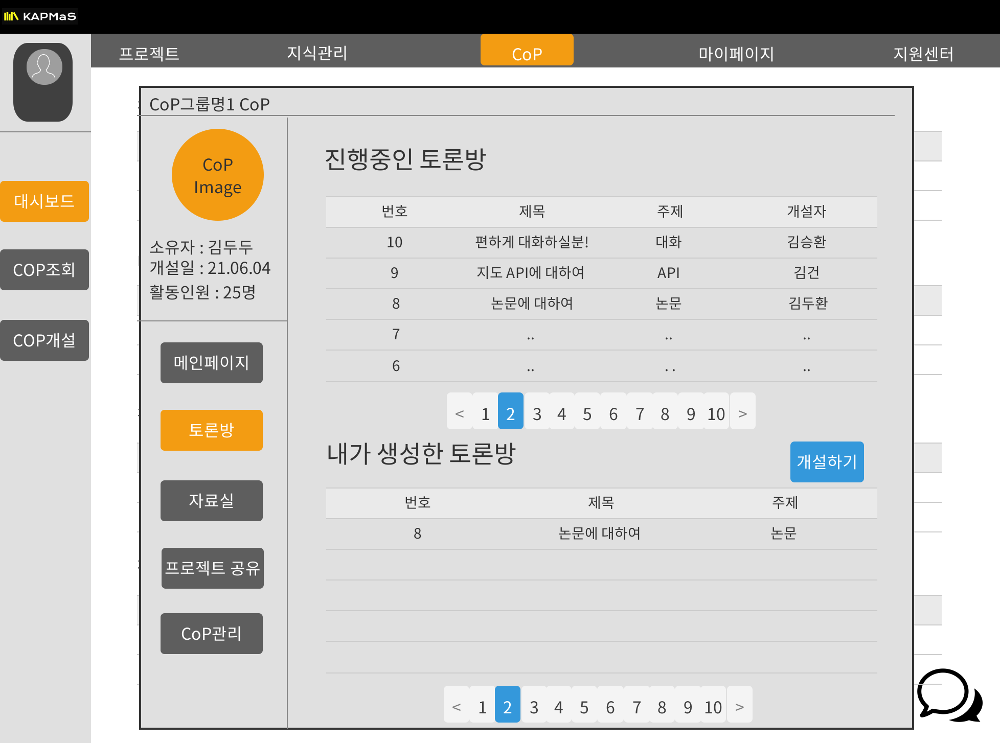 KAPMaS
프로젝트 지식관리 CoP 마이페이지 지원센터
대시보드
COP조회
COP개설
CoP그룹명1 CoP
CoP
Image
소유자 : 김두두
개설일 : 21.06.04
활동인원 : 25명
메인페이지
토론방
자료실
프로젝트 공유
CoP관리
진행중인 토론방
번호 제목 주제 개설자
10 편하게 대화하실분! 대화 김승환
9 지도 API에 대하여 API 김건
8 논문에 대하여 논문 김두환
7 .. .. ..
6 .. . . ..
< 1 2 3 4 5 6 7 8 9 10 >
내가 생성한 토론방
개설하기
번호 제목 주제
8 논문에 대하여 논문
< 1 2 3 4 5 6 7 8 9 10 >